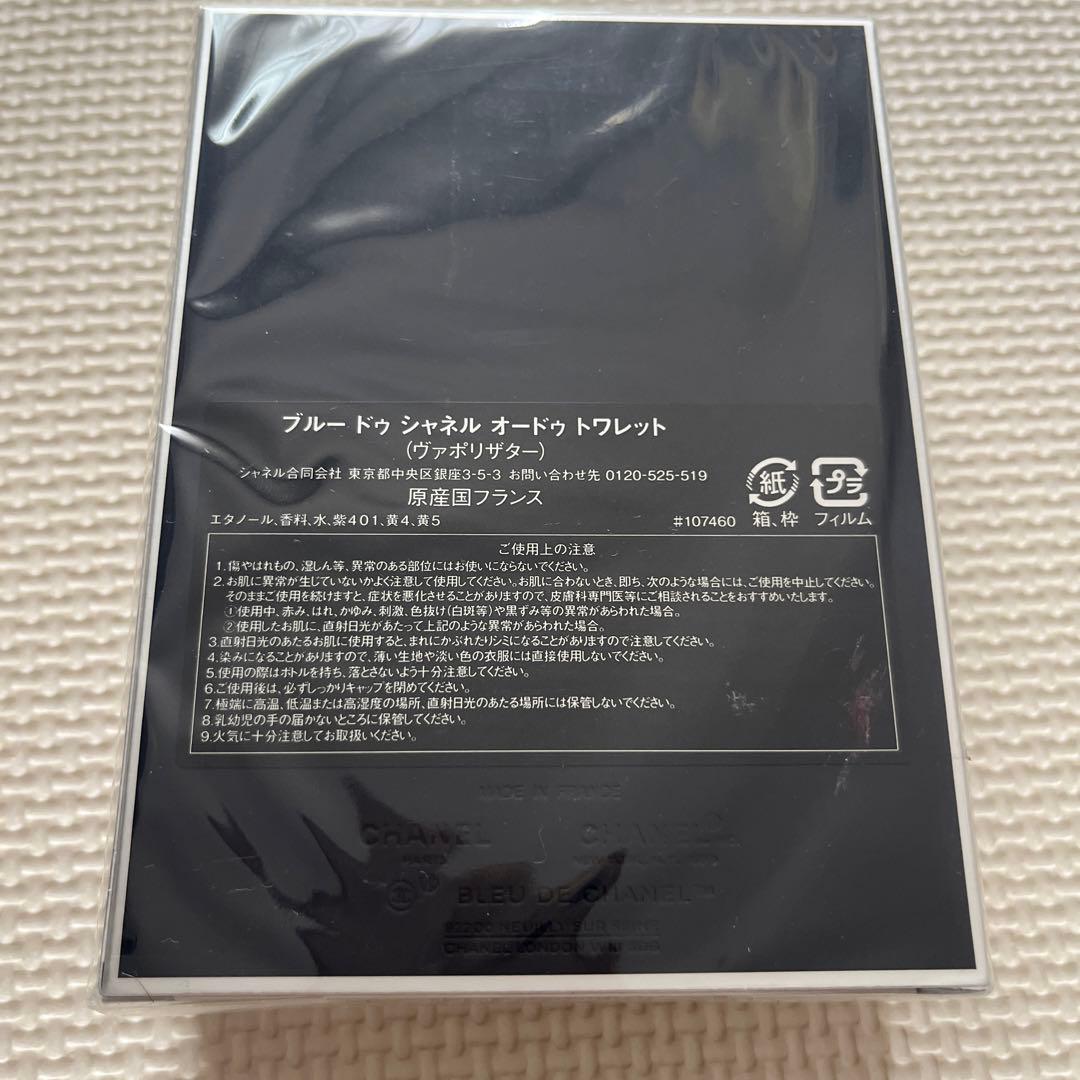 ブルー ドゥ シャネル オードゥ トワレット
(ヴァポリザター)
シャネル合同会社 東京都中央区銀座3-5-3 お問い合わせ先 0120-525-519
原産国フランス
エタノール、香料、水、紫401、黄4、黄5 #107460
紙 プラ
箱、枠 フィルム
ご使用上の注意
1.傷やはれもの、湿しん等、異常のある部位にはお使いにならないでください。
2.お肌に異常が生じていないかよく注意して使用してください。お肌に合わないとき、即ち、次のような場合には、ご使用を中止してください。
そのままご使用を続けますと、症状を悪化させることがありますので、皮膚科専門医等にご相談されることをおすすめいたします。
①使用中、赤み、はれ、かゆみ、刺激、色抜け(白斑等)や黒ずみ等の異常があらわれた場合。
②使用したお肌に、直射日光があたって上記のような異常があらわれた場合。
3.直射日光のあたるお肌に使用すると、まれにかぶれたりシミになることがありますので注意してください。
4.染みになることがありますので、薄い生地や淡い色の衣服には直接使用しないでください。
5.使用の際はボトルを持ち、落とさないよう十分注意してください。
6.ご使用後は、必ずしっかりキャップを閉めてください。
7.極端に高温、低温または高湿度の場所、直射日光のあたる場所には保管しないでください。
8.乳幼児の手の届かないところに保管してください。
9.火気に十分注意してお取扱いください。
MADE IN FRANCE
CHANEL CHANEL
PARIS
BLEU DE CHANEL
92200 NEUILLY SUR SEINE
CHANEL LONDON